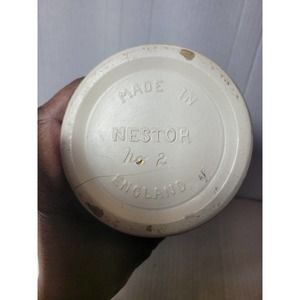 MADE IN
NESTOR
No 2
ENGLAND